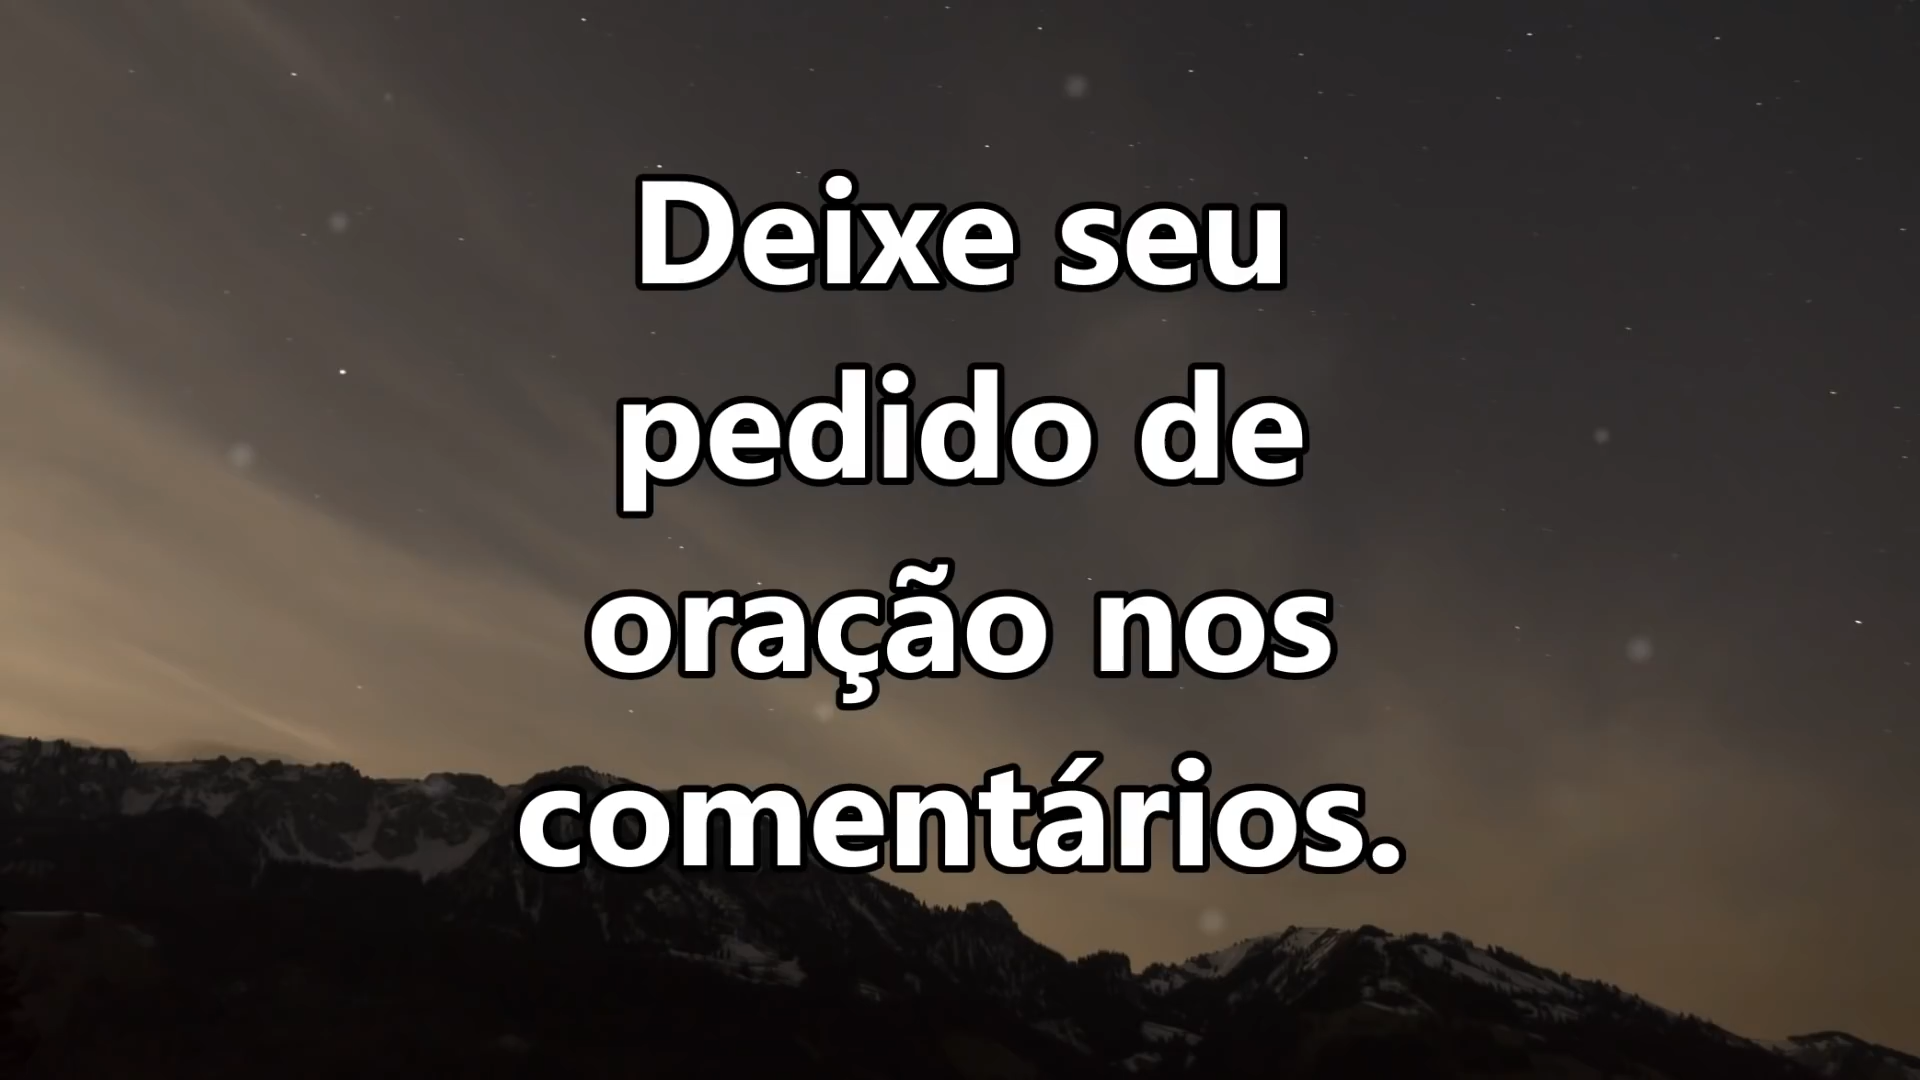 Deixe seu
pedido de
oração nos
comentários.